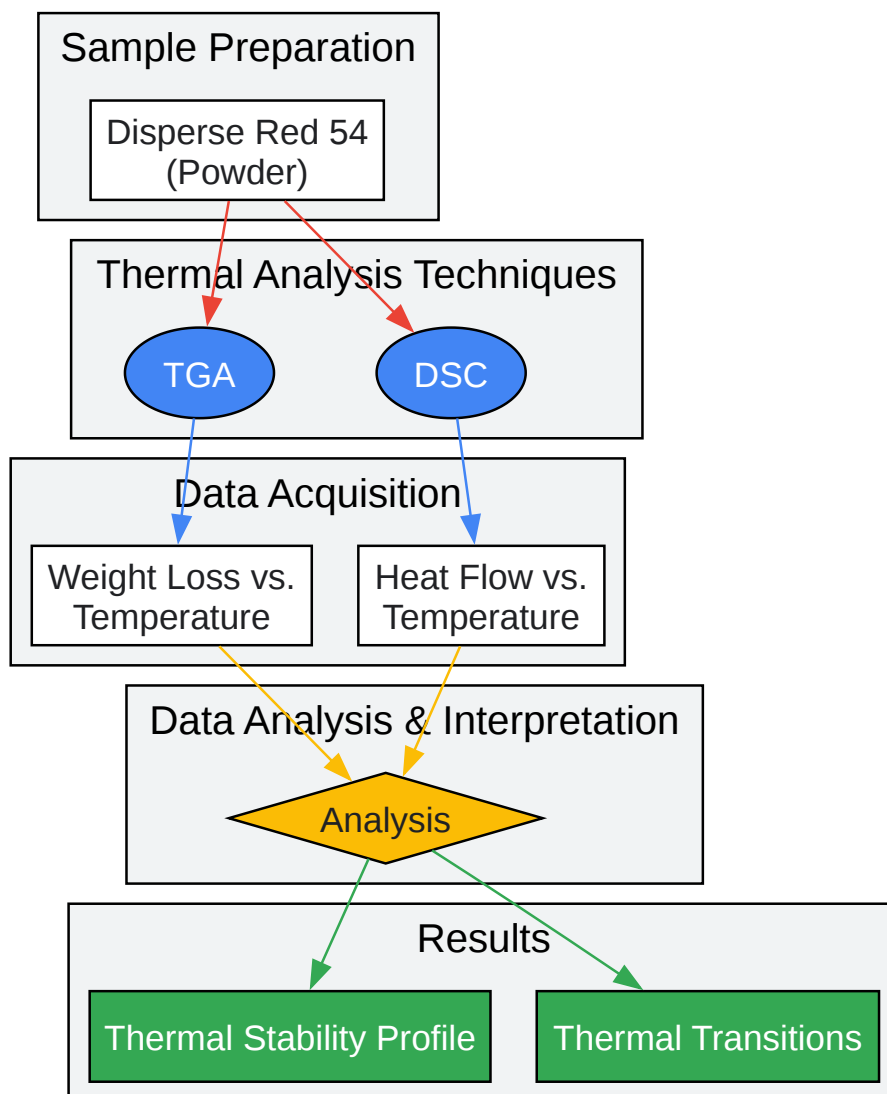 Sample Preparation
Disperse Red 54
(Powder)
Thermal Analysis Techniques
TGA
DSC
Data Acquisition
Weight Loss vs.
Temperature
Heat Flow vs.
Temperature
Data Analysis & Interpretation
Analysis
Results
Thermal Stability Profile
Thermal Transitions